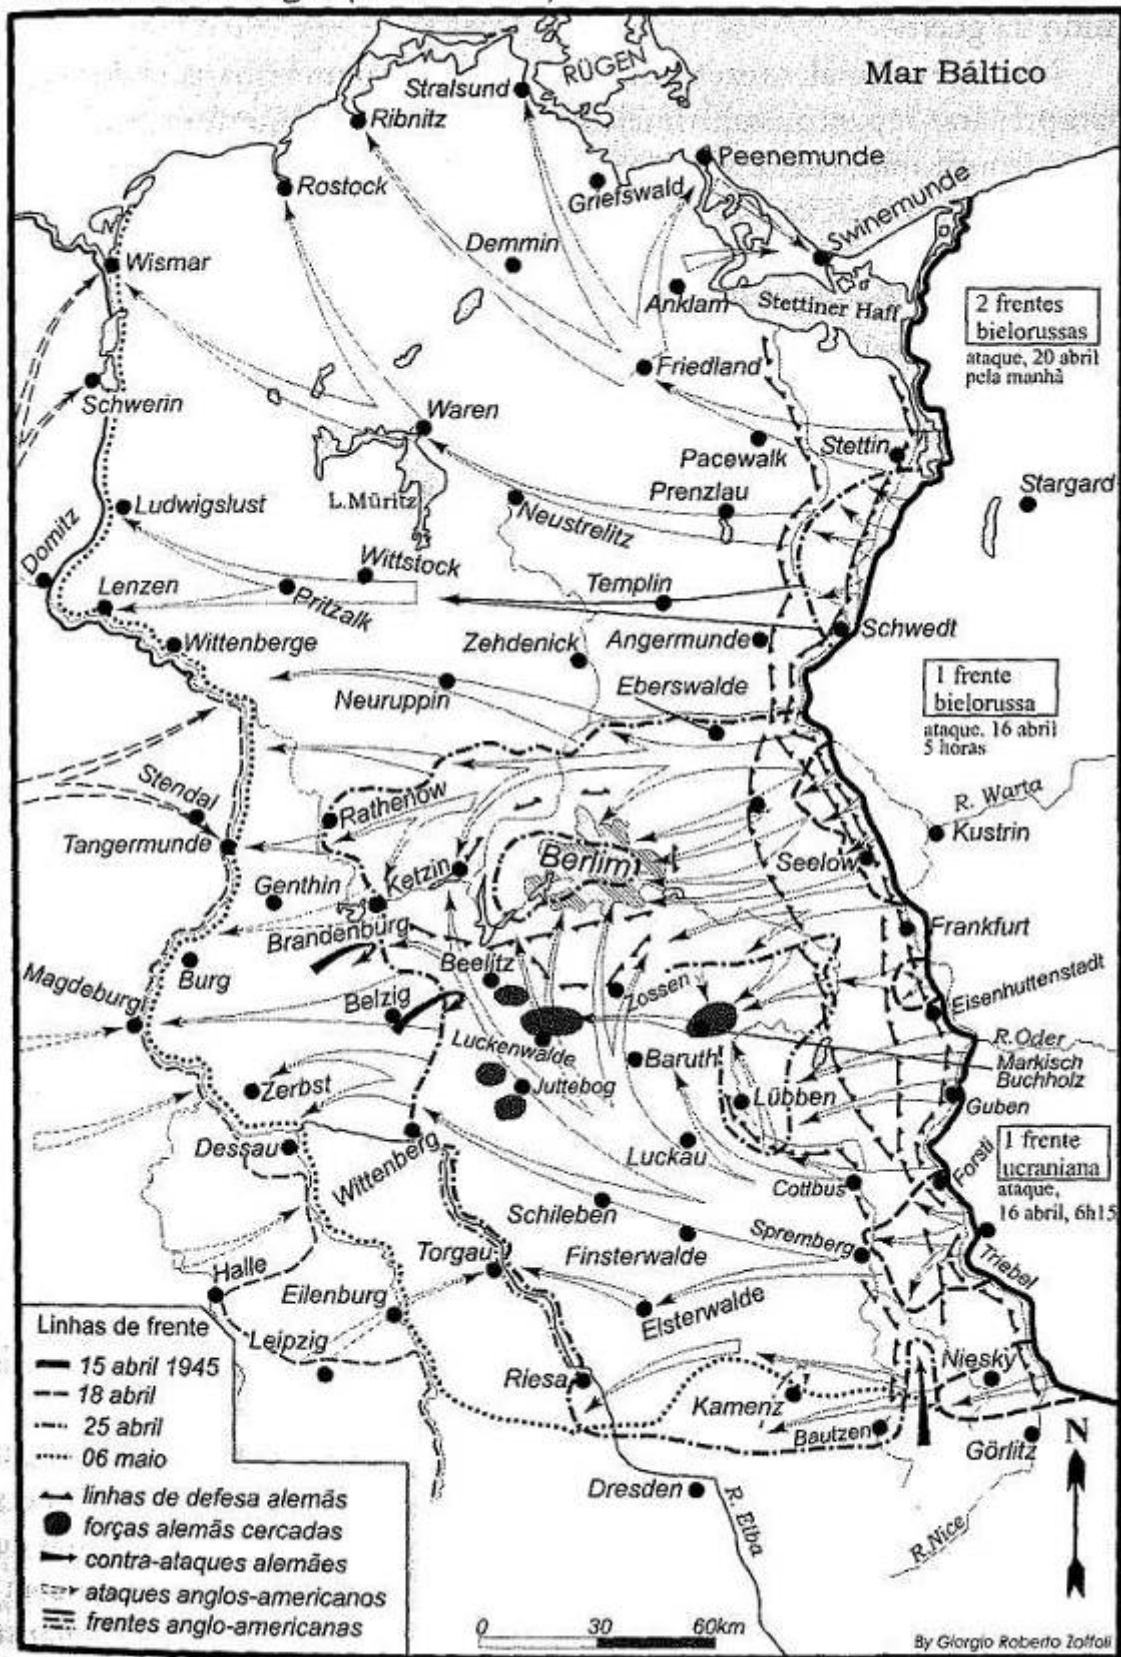 Mar Báltico
RÜGEN
Stralsund
Ribnitz
Rostock
Peenemunde
Griefswald
Swinemunde
Demmin
Wismar
Anklam
Stettiner Haff
2 frentes
bielorussas
ataque, 20 abril
pela manhã
Friedland
Schwerin
Waren
Pacewalk
Stettin
L.Müritz
Prenzlau
Stargard
Ludwigslust
Neustrelitz
Domitz
Wittstock
Templin
Lenzen
Pritzalk
Schwedt
Wittenberge
Zehdenick
Angermunde
1 frente
bielorussa
ataque, 16 abril
5 horas
Neuruppin
Eberswalde
Stendal
Rathenow
R. Warta
Kustrin
Tangermunde
Berlim
Seelow
Ketzin
Genthin
Brandenburg
Frankfurt
Burg
Beelitz
Magdeburg
Zossen
Eisenhuttenstadt
Belzig
R.Oder
Luckenwalde
Baruth
Markisch
Buchholz
Zerbst
Juttebog
Lübben
Guben
Dessau
Wittenberg
Luckau
1 frente
ucraniana
ataque,
16 abril, 6h15
Forsti
Cottbus
Schileben
Spremberg
Finsterwalde
Triebel
Torgau
Halle
Eilenburg
Elsterwalde
Leipzig
Riesa
Niesky
Kamenz
Bautzen
Görlitz
N
Dresden
R. Elba
R.Nice
Linhas de frente
15 abril 1945
18 abril
25 abril
06 maio
linhas de defesa alemãs
forças alemãs cercadas
contra-ataques alemães
ataques anglos-americanos
frentes anglo-americanas
0 30 60km
By Giorgio Roberto Zoffoli